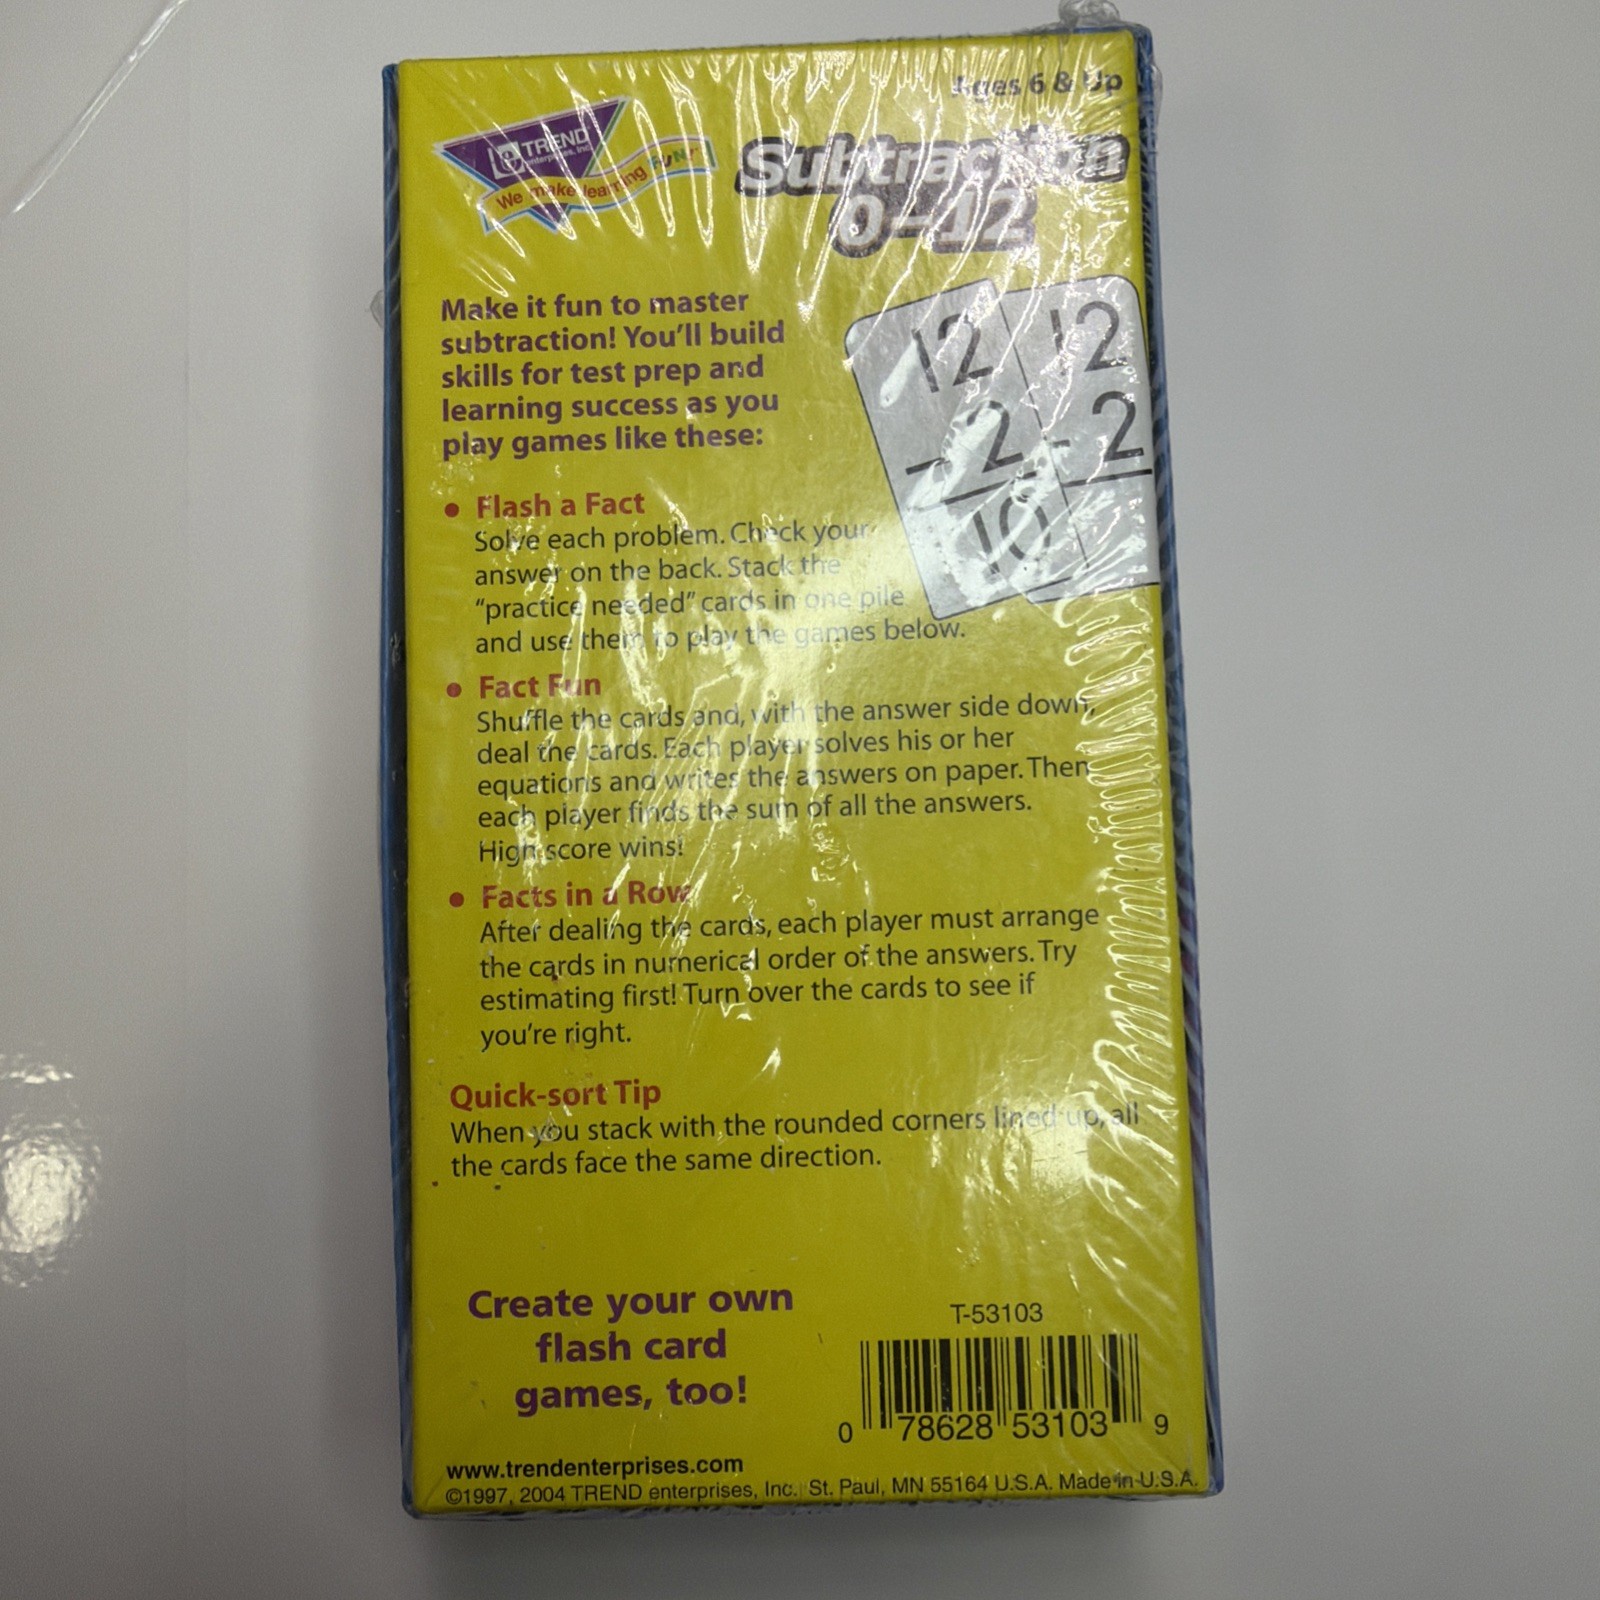 Ages 6 & Up
TREND
enterprises, Inc.
We make learning FUN!
Subtraction
0–12
Make it fun to master
subtraction! You'll build
skills for test prep and
learning success as you
play games like these:
12
- 2
10
12
- 2
• Flash a Fact
Solve each problem. Check your
answer on the back. Stack the
“practice needed” cards in one pile
and use them to play the games below.
• Fact Fun
Shuffle the cards and, with the answer side down,
deal the cards. Each player solves his or her
equations and writes the answers on paper. Then
each player finds the sum of all the answers.
High score wins!
• Facts in a Row
After dealing the cards, each player must arrange
the cards in numerical order of the answers. Try
estimating first! Turn over the cards to see if
you're right.
Quick-sort Tip
When you stack with the rounded corners lined up, all
the cards face the same direction.
Create your own
flash card
games, too!
T-53103
0 78628 53103 9
www.trendenterprises.com
©1997, 2004 TREND enterprises, Inc. St. Paul, MN 55164 U.S.A. Made in U.S.A.